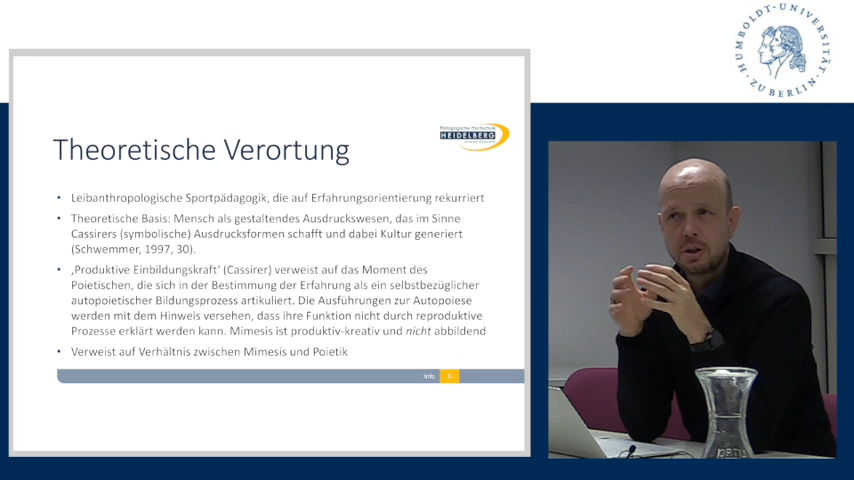 HUMBOLDT-UNIVERSITÄT
ZU BERLIN
Pädagogische Hochschule
HEIDELBERG
Theoretische Verortung
• Leibanthropologische Sportpädagogik, die auf Erfahrungsorientierung rekurriert
• Theoretische Basis: Mensch als gestaltendes Ausdruckswesen, das im Sinne
Cassirers (symbolische) Ausdrucksformen schafft und dabei Kultur generiert
(Schwemmer, 1997, 30).
• ‚Produktive Einbildungskraft' (Cassirer) verweist auf das Moment des
Poietischen, die sich in der Bestimmung der Erfahrung als ein selbstbezüglicher
autopoietischer Bildungsprozess artikuliert. Die Ausführungen zur Autopoiese
werden mit dem Hinweis versehen, dass ihre Funktion nicht durch reproduktive
Prozesse erklärt werden kann. Mimesis ist produktiv-kreativ und nicht abbildend
• Verweist auf Verhältnis zwischen Mimesis und Poietik
Info